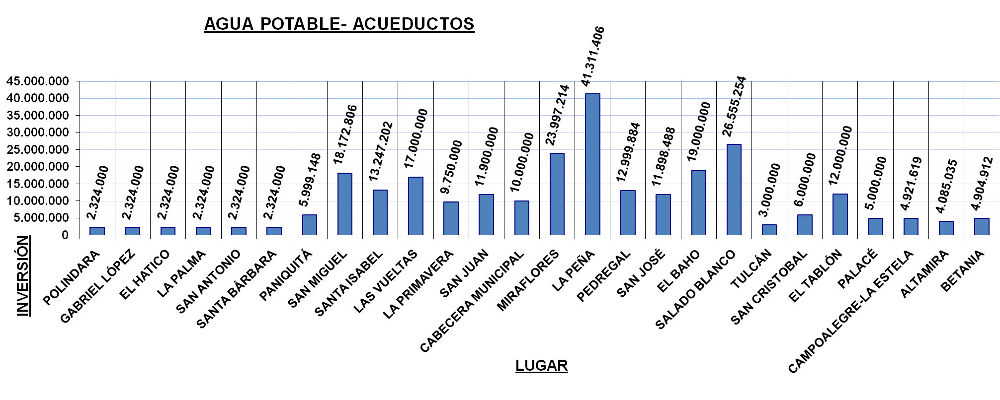 AGUA POTABLE- ACUEDUCTOS
45.000.000
40.000.000
35.000.000
30.000.000
25.000.000
20.000.000
15.000.000
10.000.000
5.000.000
0
INVERSIÓN
2.324.000
2.324.000
2.324.000
2.324.000
2.324.000
2.324.000
5.999.148
18.172.806
13.247.202
17.000.000
9.750.000
11.900.000
10.000.000
23.997.214
41.311.406
12.999.884
11.898.488
19.000.000
26.555.254
3.000.000
6.000.000
12.000.000
5.000.000
4.921.619
4.085.035
4.904.912
POLINDARA
GABRIEL LÓPEZ
EL HATICO
LA PALMA
SAN ANTONIO
SANTA BÁRBARA
PANIQUITÁ
SAN MIGUEL
SANTA ISABEL
LAS VUELTAS
LA PRIMAVERA
SAN JUAN
CABECERA MUNICIPAL
MIRAFLORES
LA PEÑA
PEDREGAL
SAN JOSÉ
EL BAHO
SALADO BLANCO
TULCÁN
SAN CRISTOBAL
EL TABLÓN
PALACÉ
CAMPOALEGRE-LA ESTELA
ALTAMIRA
BETANIA
LUGAR